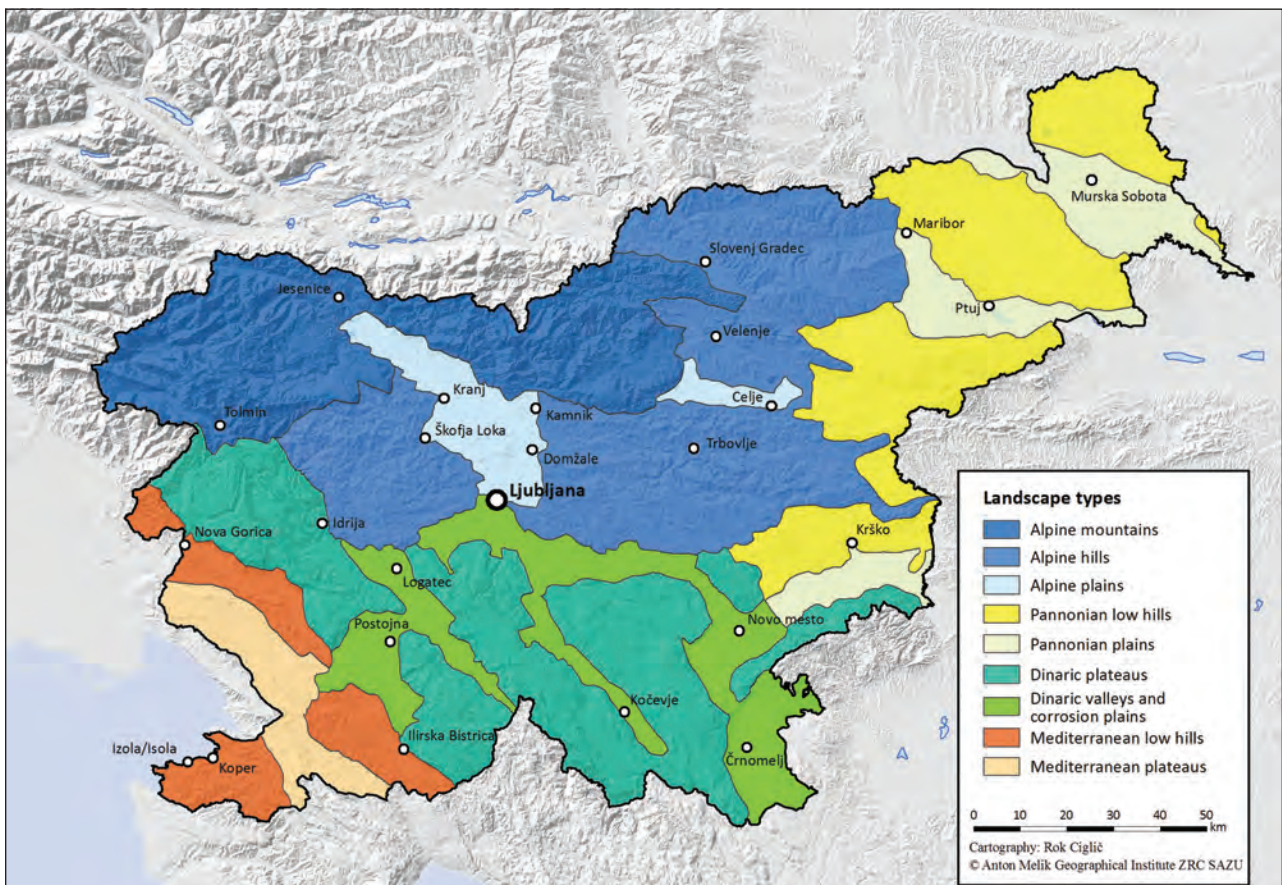 Murska Sobota
Maribor
Slovenj Gradec
Jesenice
Ptuj
Velenje
Kranj
Celje
Kamnik
Tolmin
Škofja Loka
Trbovlje
Domžale
Ljubljana
Idrija
Krško
Nova Gorica
Logatec
Novo mesto
Postojna
Kočevje
Ilirska Bistrica
Izola/Isola
Koper
Črnomelj
Landscape types
Alpine mountains
Alpine hills
Alpine plains
Pannonian low hills
Pannonian plains
Dinaric plateaus
Dinaric valleys and
corrosion plains
Mediterranean low hills
Mediterranean plateaus
0 10 20 30 40 50
km
Cartography: Rok Ciglič
© Anton Melik Geographical Institute ZRC SAZU